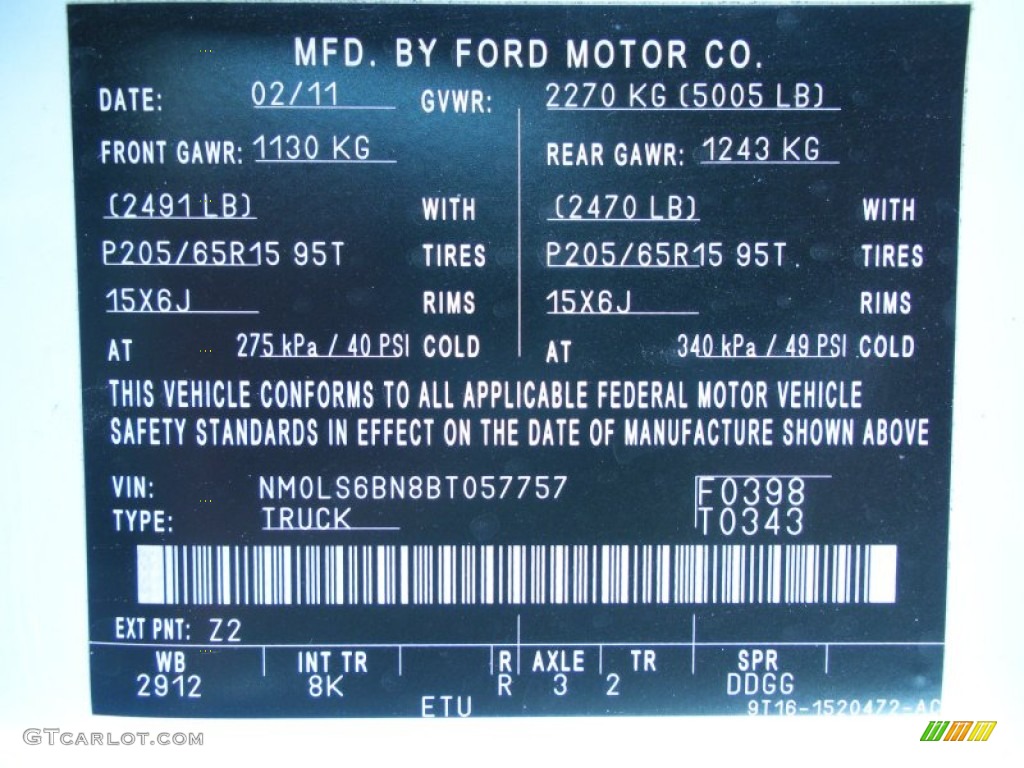 MFD. BY FORD MOTOR CO.
DATE: 02/11 GVWR: 2270 KG (5005 LB)
FRONT GAWR: 1130 KG REAR GAWR: 1243 KG
(2491 LB) WITH (2470 LB) WITH
P205/65R15 95T TIRES P205/65R15 95T. TIRES
15X6J RIMS 15X6J RIMS
AT 275 kPa / 40 PSI COLD AT 340 kPa / 49 PSI COLD
THIS VEHICLE CONFORMS TO ALL APPLICABLE FEDERAL MOTOR VEHICLE
SAFETY STANDARDS IN EFFECT ON THE DATE OF MANUFACTURE SHOWN ABOVE
VIN: NM0LS6BN8BT057757 F0398
TYPE: TRUCK T0343
EXT PNT: Z2
WB INT TR R AXLE TR SPR
2912 8K R 3 2 DDGG
ETU 9T16-1520472-AC
GTCARLOT.COM